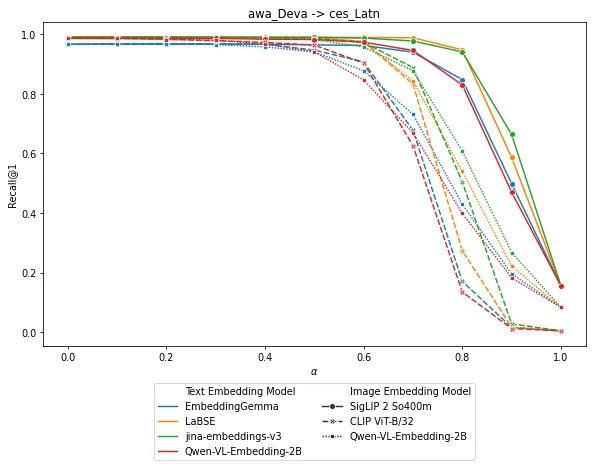 awa_Deva -> ces_Latn
Recall@1
1.0
0.8
0.6
0.4
0.2
0.0
0.0 0.2 0.4 0.6 0.8 1.0
α
Text Embedding Model
EmbeddingGemma
LaBSE
jina-embeddings-v3
Qwen-VL-Embedding-2B
Image Embedding Model
SigLIP 2 So400m
CLIP ViT-B/32
Qwen-VL-Embedding-2B